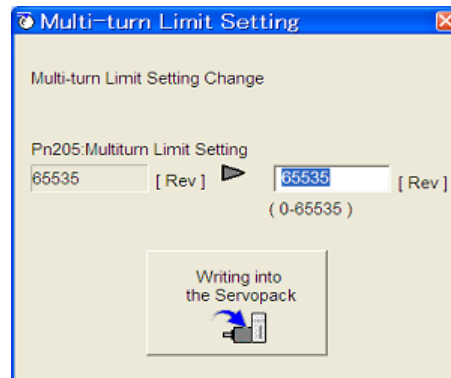 Multi-turn Limit Setting
Multi-turn Limit Setting Change
Pn205:Multiturn Limit Setting
65535 [ Rev ] 65535 [ Rev ]
( 0-65535 )
Writing into
the Servopack